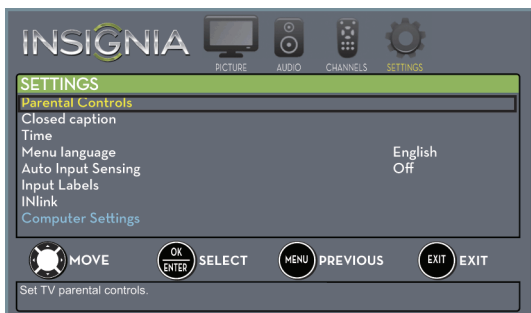 INSIGNIA
PICTURE AUDIO CHANNELS SETTINGS
SETTINGS
Parental Controls
Closed caption
Time
Menu language English
Auto Input Sensing Off
Input Labels
INlink
Computer Settings
MOVE OK ENTER SELECT MENU PREVIOUS EXIT EXIT
Set TV parental controls.